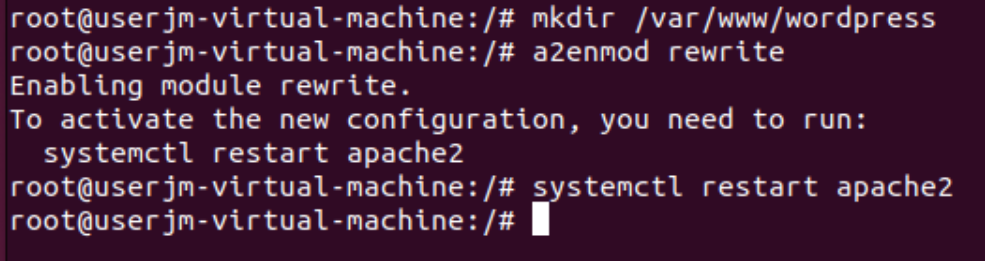 root@userjm-virtual-machine:/# mkdir /var/www/wordpress
root@userjm-virtual-machine:/# a2enmod rewrite
Enabling module rewrite.
To activate the new configuration, you need to run:
  systemctl restart apache2
root@userjm-virtual-machine:/# systemctl restart apache2
root@userjm-virtual-machine:/#